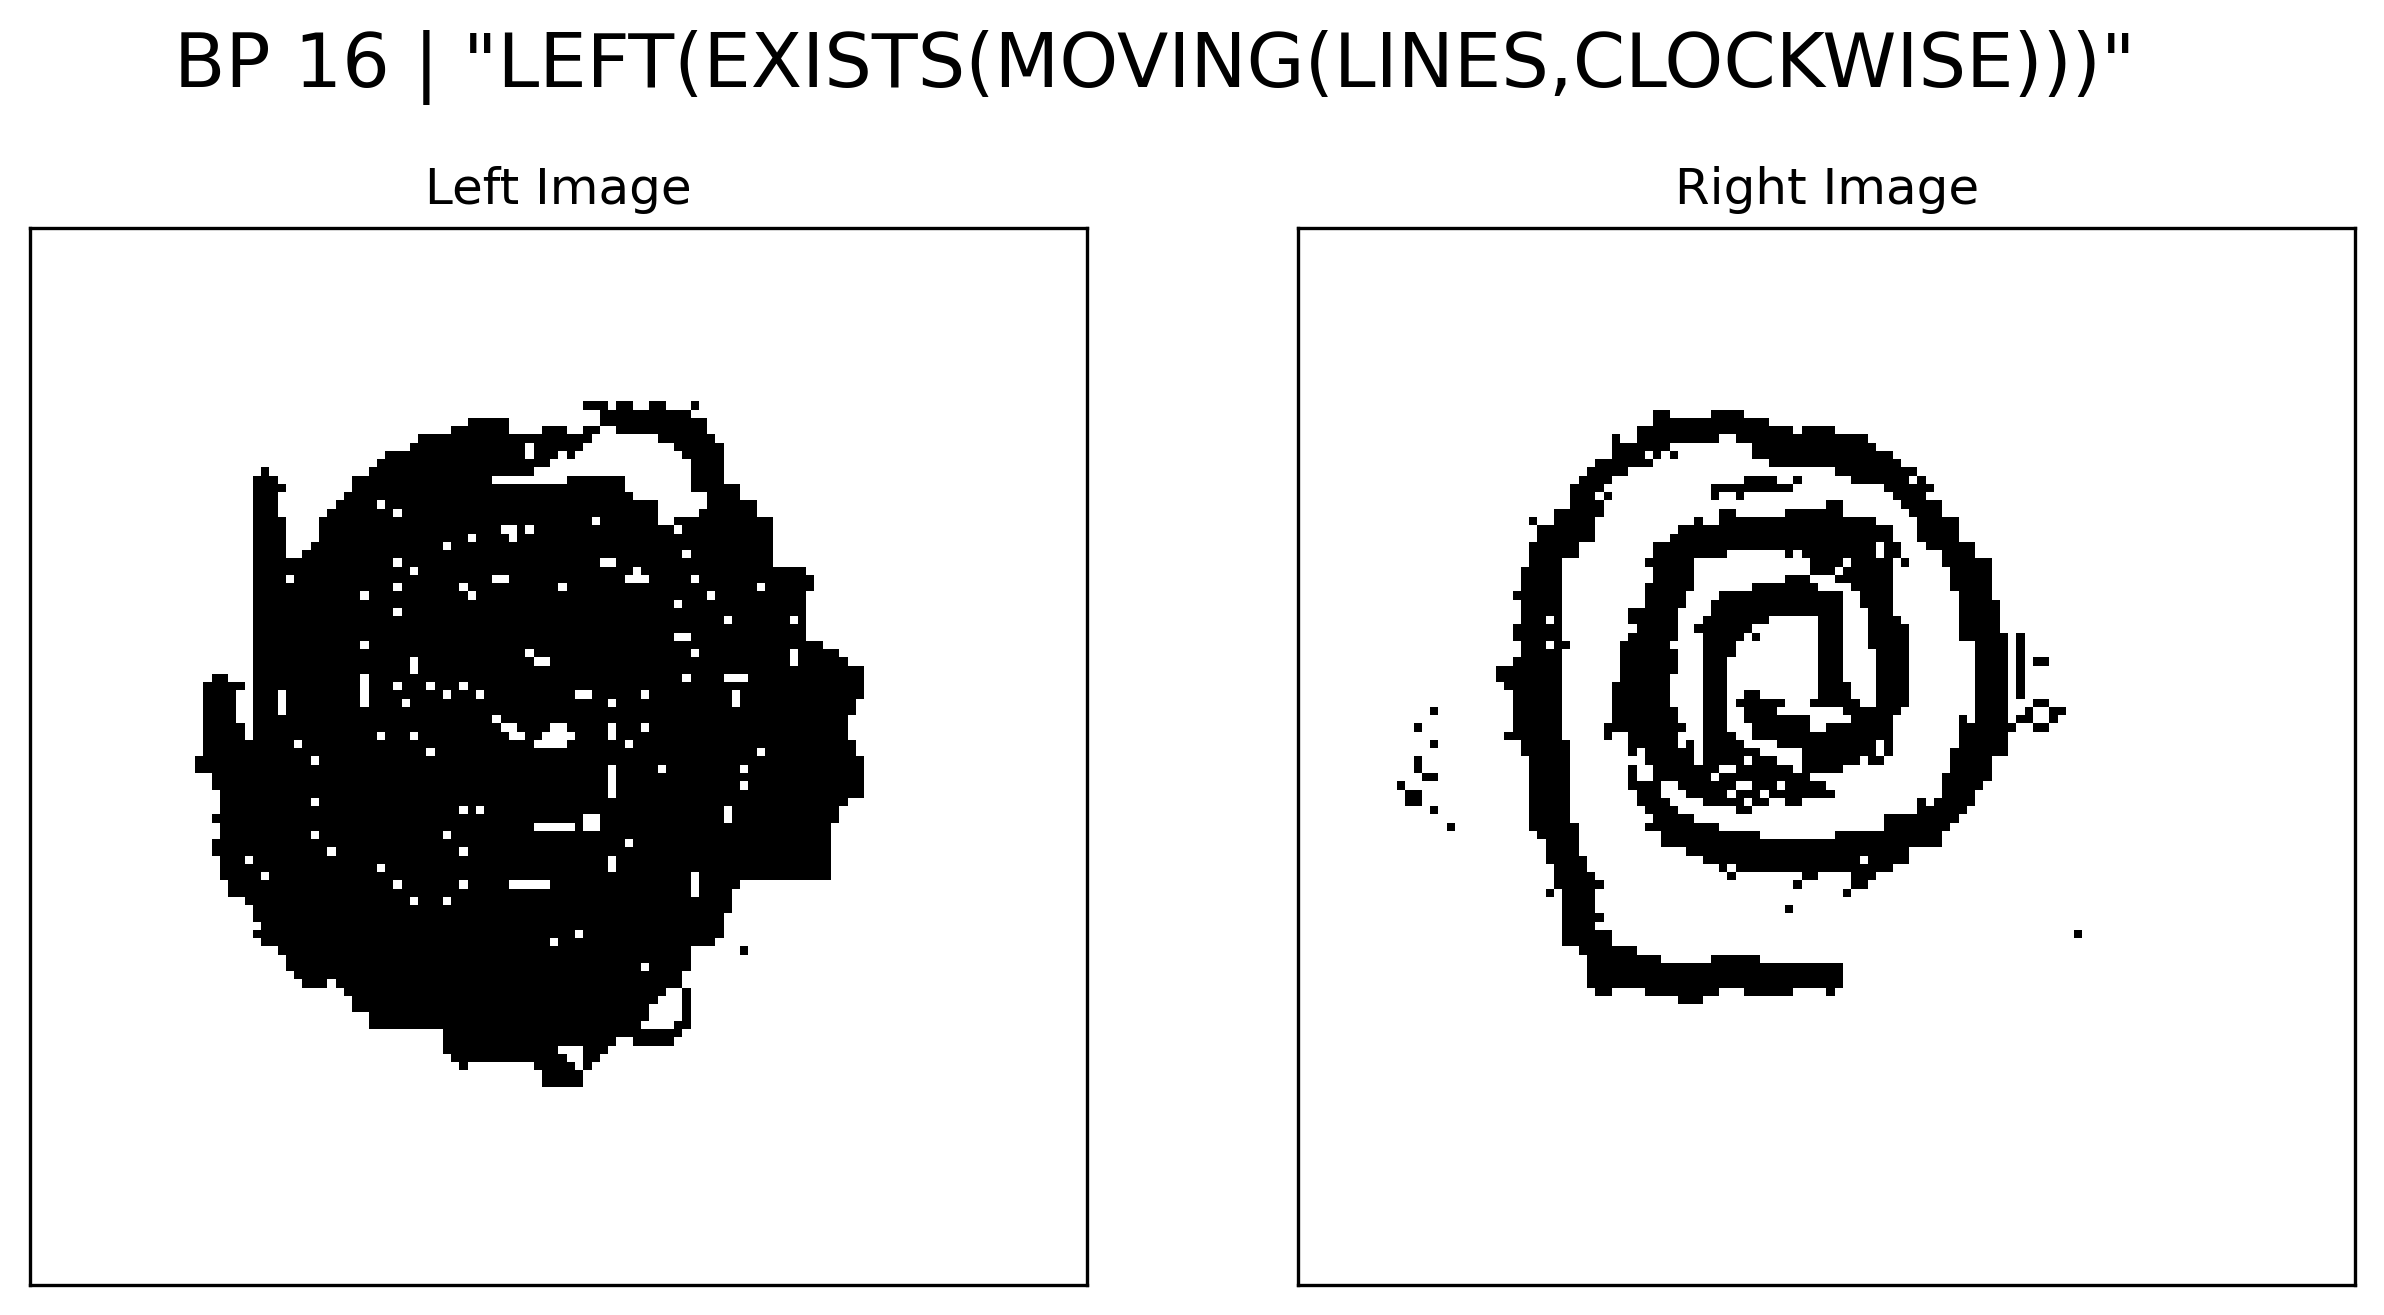 BP 16 | "LEFT(EXISTS(MOVING(LINES,CLOCKWISE)))"
Left Image
Right Image